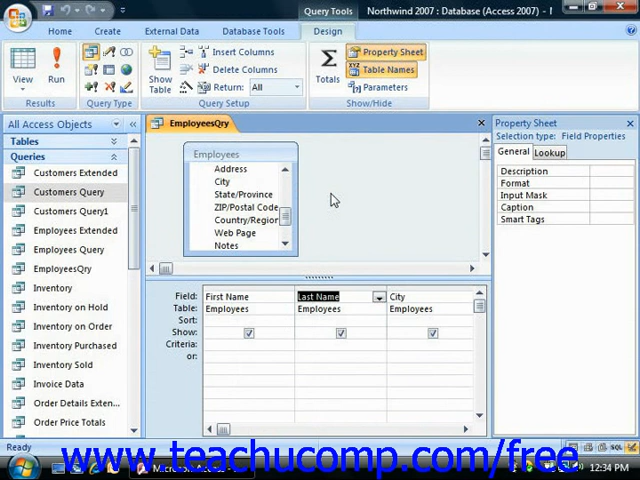 Query Tools
Northwind 2007 : Database (Access 2007) -
Home
Create
External Data
Database Tools
Design
View
Run
Results
Query Type
Show
Table
Insert Columns
Delete Columns
Return: All
Query Setup
Totals
Property Sheet
Table Names
Parameters
Show/Hide
All Access Objects
Tables
Queries
Customers Extended
Customers Query
Customers Query1
Employees Extended
Employees Query
EmployeesQry
Inventory
Inventory on Hold
Inventory on Order
Inventory Purchased
Inventory Sold
Invoice Data
Order Details Exten...
Order Price Totals
EmployeesQry
Employees
Address
City
State/Province
ZIP/Postal Code
Country/Region
Web Page
Notes
Field: First Name Last Name City
Table: Employees Employees Employees
Sort:
Show:
Criteria:
or:
Property Sheet
Selection type: Field Properties
General Lookup
Description
Format
Input Mask
Caption
Smart Tags
Ready
SQL
www.teachucomp.com/free
12:34 PM